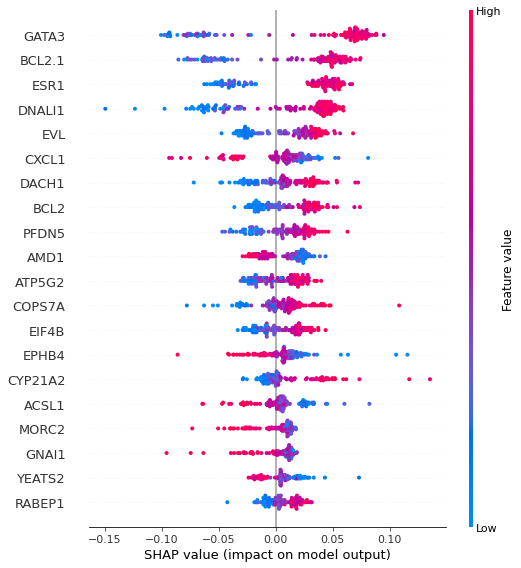 High
GATA3
BCL2.1
ESR1
DNALI1
EVL
CXCL1
DACH1
BCL2
PFDN5
AMD1
ATP5G2
COPS7A
EIF4B
EPHB4
CYP21A2
ACSL1
MORC2
GNAI1
YEATS2
RABEP1
Feature value
Low
−0.15 −0.10 −0.05 0.00 0.05 0.10
SHAP value (impact on model output)